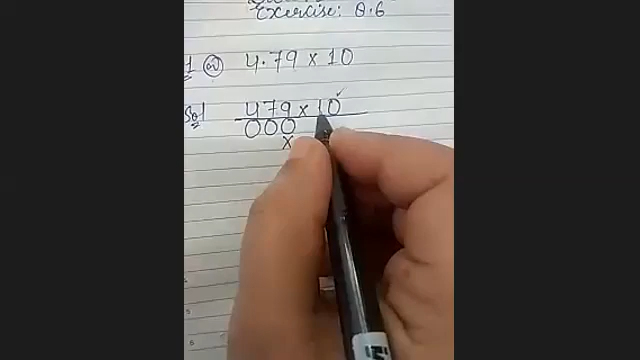 Exercise: 8.6
1 4.79 x 10
Sol 479 x 10
000
x